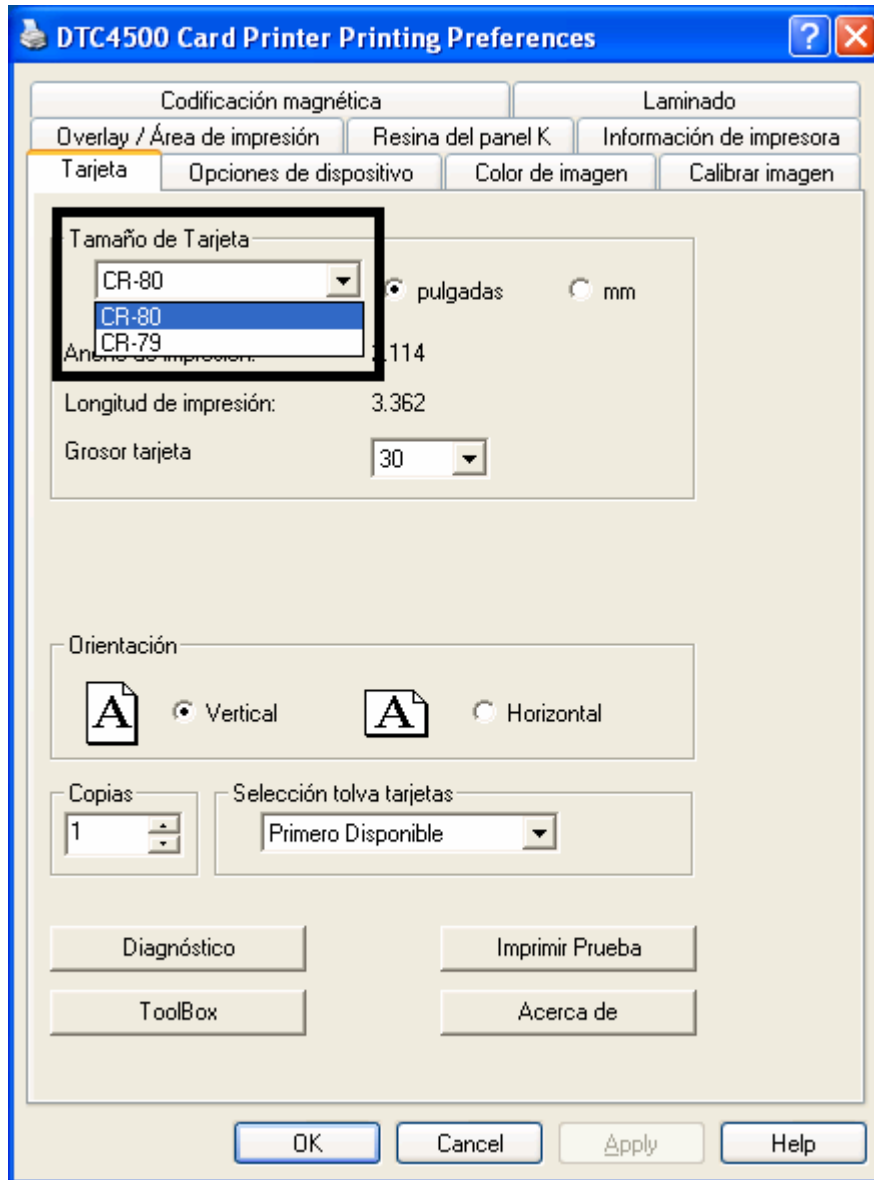 DTC4500 Card Printer Printing Preferences
Codificación magnética Laminado
Overlay / Área de impresión Resina del panel K Información de impresora
Tarjeta Opciones de dispositivo Color de imagen Calibrar imagen
Tamaño de Tarjeta
CR-80 pulgadas mm
CR-80
CR-79
.114
Longitud de impresión: 3.362
Grosor tarjeta 30
Orientación
A Vertical A Horizontal
Copias Selección tolva tarjetas
1 Primero Disponible
Diagnóstico Imprimir Prueba
ToolBox Acerca de
OK Cancel Apply Help